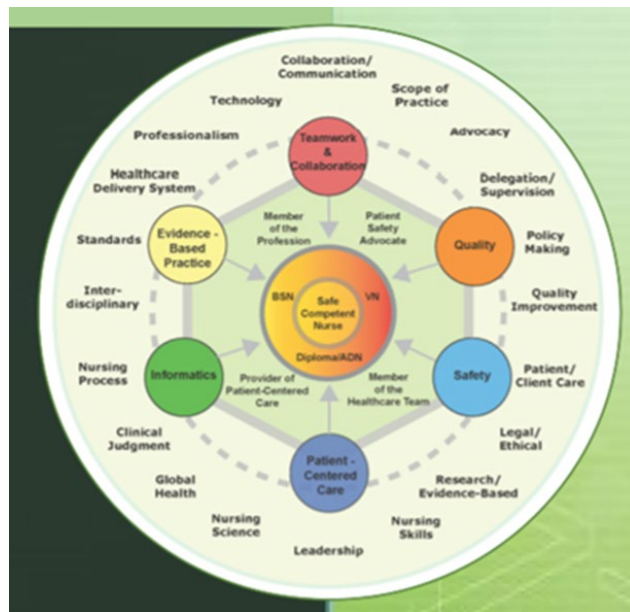 Collaboration/
Communication
Scope of
Practice
Technology
Advocacy
Professionalism
Teamwork
&
Collaboration
Healthcare
Delivery System
Delegation/
Supervision
Member
of the
Profession
Patient
Safety
Advocate
Standards
Evidence -
Based
Practice
Quality
Policy
Making
Inter-
disciplinary
BSN
Safe
Competent
Nurse
VN
Quality
Improvement
Diploma/ADN
Nursing
Process
Informatics
Provider of
Patient-Centered
Care
Member
of the
Healthcare Team
Safety
Patient/
Client Care
Clinical
Judgment
Legal/
Ethical
Patient -
Centered
Care
Global
Health
Research/
Evidence-Based
Nursing
Science
Nursing
Skills
Leadership